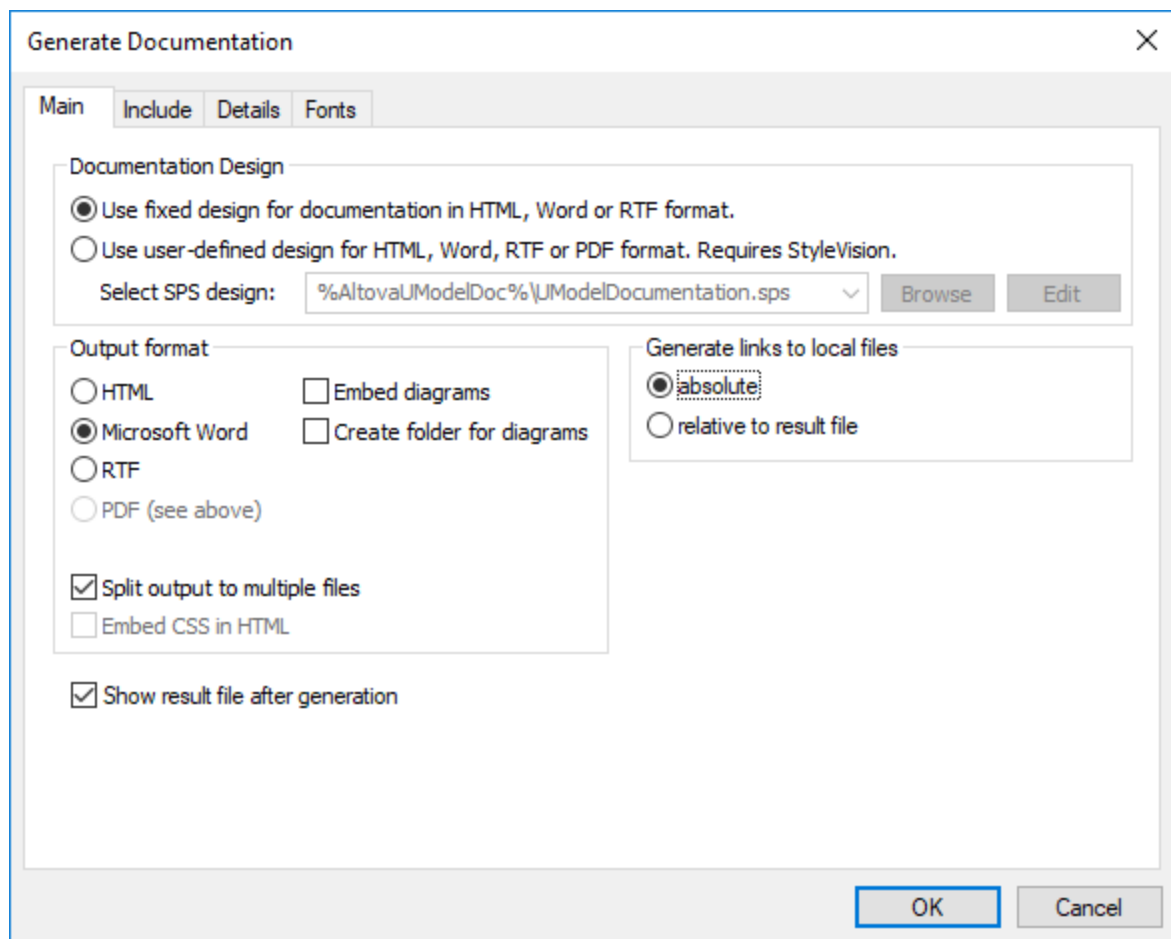 Generate Documentation
Main Include Details Fonts
Documentation Design
Use fixed design for documentation in HTML, Word or RTF format.
Use user-defined design for HTML, Word, RTF or PDF format. Requires StyleVision.
Select SPS design: %AltovaUModelDoc%\UModelDocumentation.sps Browse Edit
Output format
HTML Embed diagrams
Microsoft Word Create folder for diagrams
RTF
PDF (see above)
Split output to multiple files
Embed CSS in HTML
Generate links to local files
absolute
relative to result file
Show result file after generation
OK Cancel